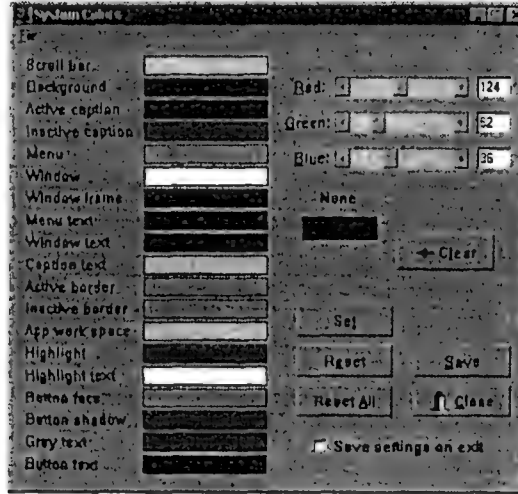 System Colors
File
Scroll bar
Background
Active caption
Inactive caption
Menu
Window
Window frame
Menu text
Window text
Caption text
Active border
Inactive border
App work space
Highlight
Highlight text
Button face
Button shadow
Grey text
Button text
Red: 124
Green: 52
Blue:
None
Clear
Set
Reset
Save
Reset All
Close
Save settings on exit